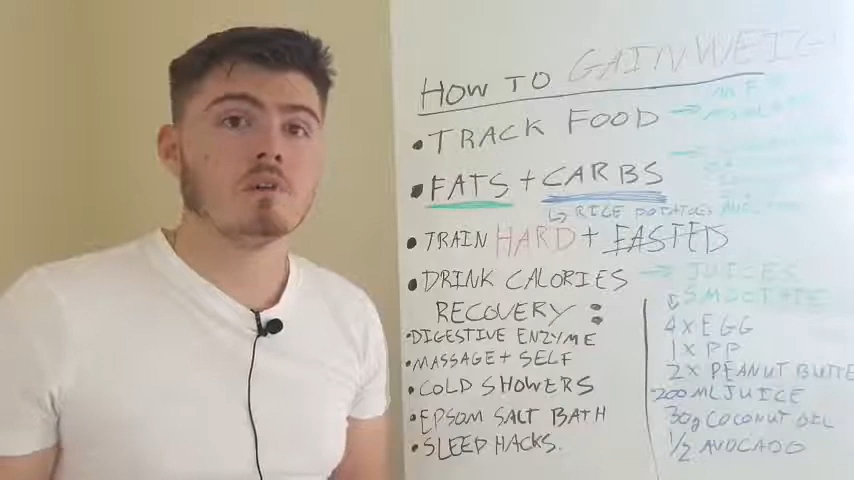 HOW TO GAIN WEIG
• TRACK FOOD →
• FATS + CARBS →
↳ RICE POTATOES
• TRAIN HARD + FASTED
• DRINK CALORIES → JUICES
SMOOTHIE
RECOVERY :
• DIGESTIVE ENZYME
• MASSAGE + SELF
• COLD SHOWERS
• EPSOM SALT BATH
• SLEEP HACKS.
4 x EGG
1 x PP
2 x PEANUT BUTTE
200 ML JUICE
30g COCONUT OIL
1/2 AVOCADO